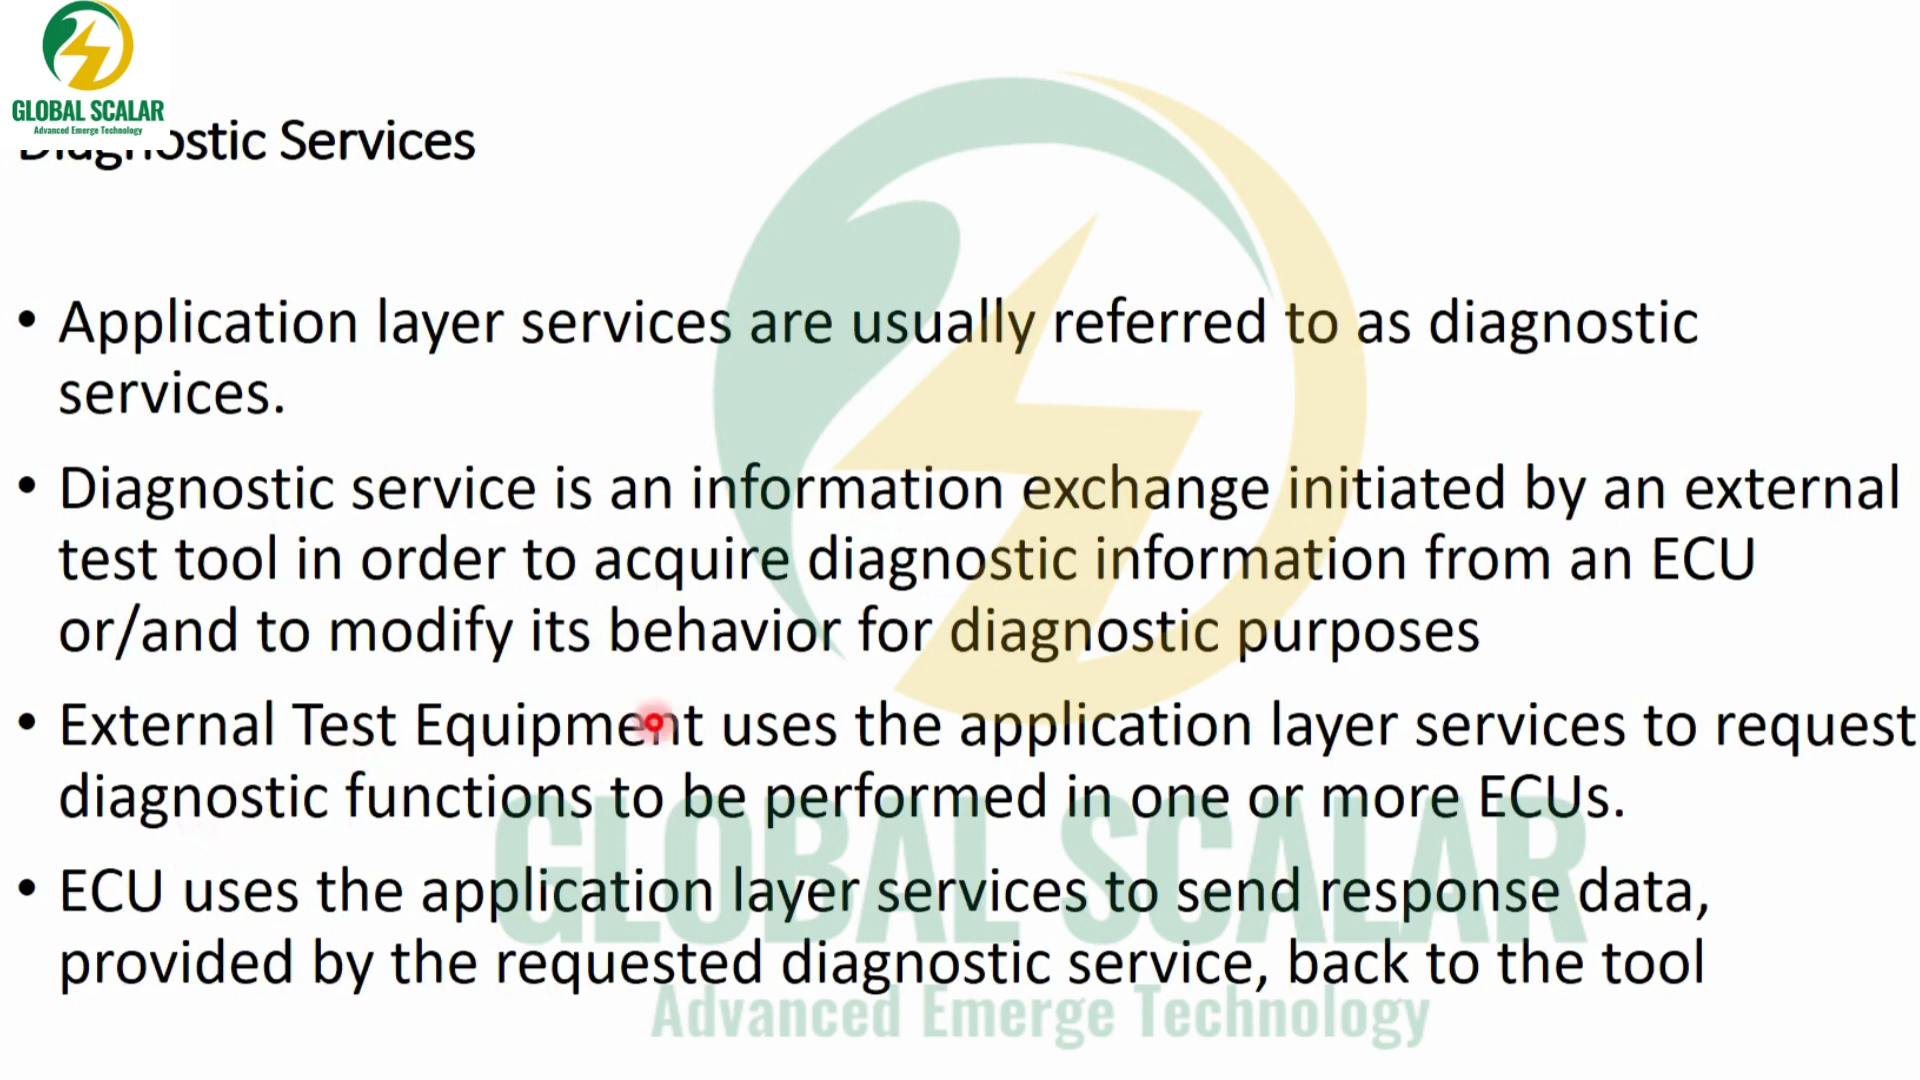 GLOBAL SCALAR
Advanced Emerge Technology
Diagnostic Services
• Application layer services are usually referred to as diagnostic
services.
• Diagnostic service is an information exchange initiated by an external
test tool in order to acquire diagnostic information from an ECU
or/and to modify its behavior for diagnostic purposes
• External Test Equipment uses the application layer services to request
diagnostic functions to be performed in one or more ECUs.
• ECU uses the application layer services to send response data,
provided by the requested diagnostic service, back to the tool
GLOBAL SCALAR
Advanced Emerge Technology